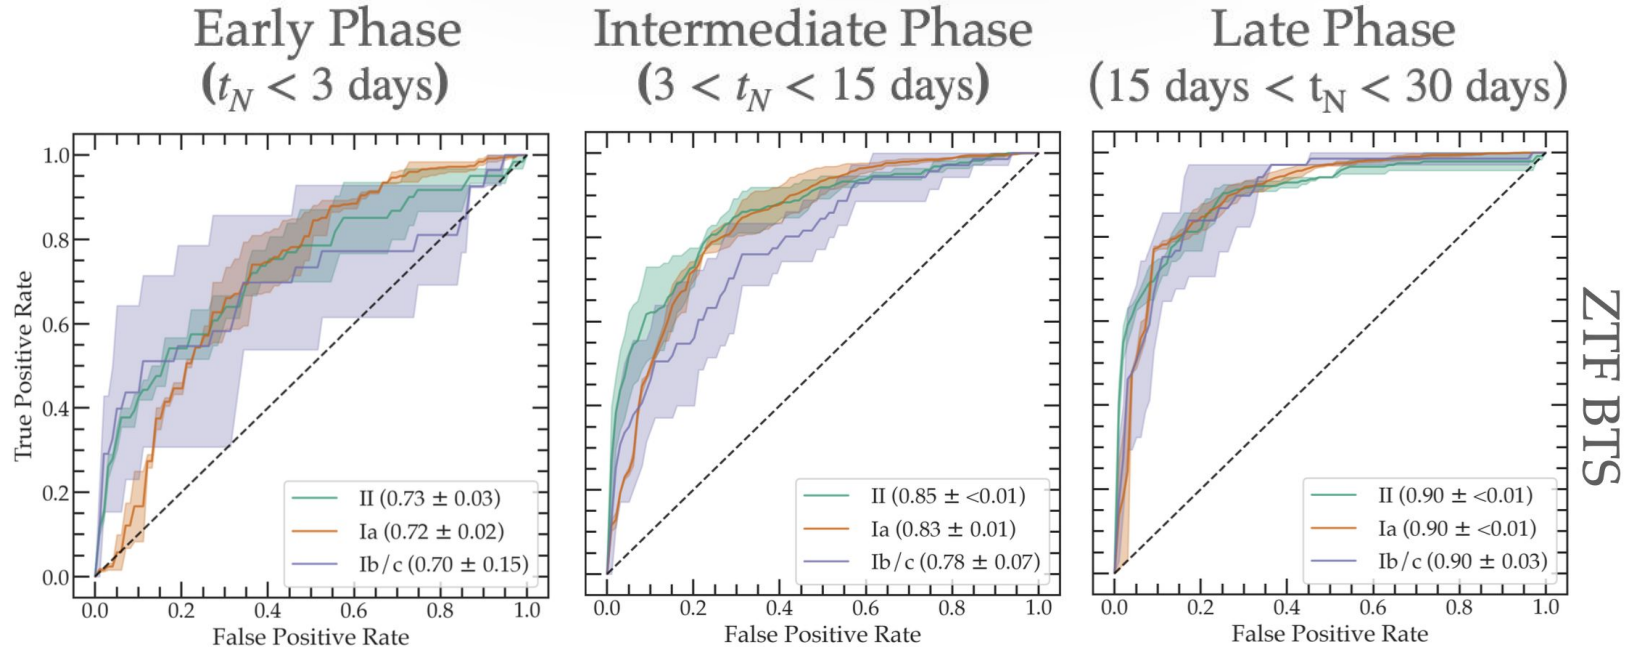 Early Phase
(t_N < 3 days)
Intermediate Phase
(3 < t_N < 15 days)
Late Phase
(15 days < t_N < 30 days)
True Positive Rate
1.0
0.8
0.6
0.4
0.2
0.0
II (0.73 ± 0.03)
Ia (0.72 ± 0.02)
Ib/c (0.70 ± 0.15)
0.0 0.2 0.4 0.6 0.8 1.0
False Positive Rate
II (0.85 ± <0.01)
Ia (0.83 ± 0.01)
Ib/c (0.78 ± 0.07)
0.0 0.2 0.4 0.6 0.8 1.0
False Positive Rate
II (0.90 ± <0.01)
Ia (0.90 ± <0.01)
Ib/c (0.90 ± 0.03)
0.0 0.2 0.4 0.6 0.8 1.0
False Positive Rate
ZTF BTS